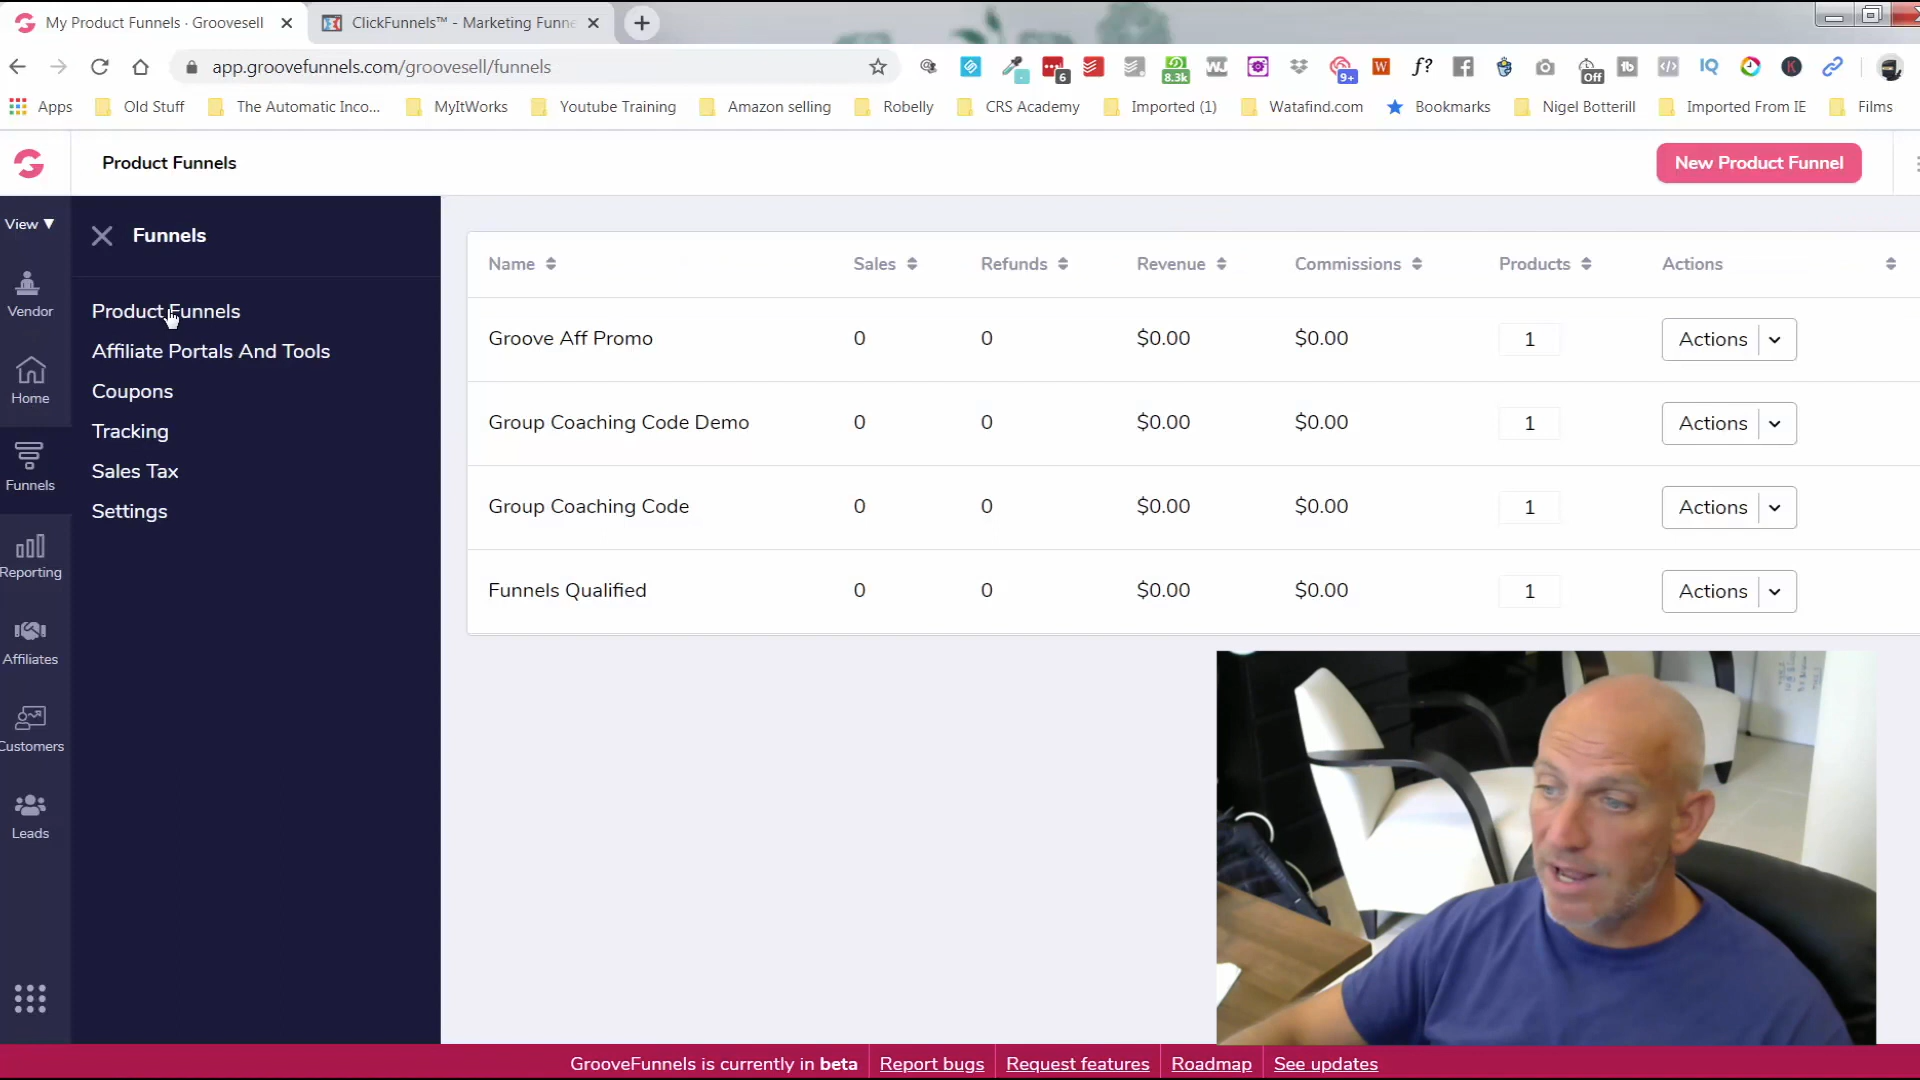 My Product Funnels · Groovesell
ClickFunnels™ - Marketing Funne
app.groovefunnels.com/groovesell/funnels
6
8.3k
9+
Off
Apps
Old Stuff
The Automatic Inco...
MyItWorks
Youtube Training
Amazon selling
Robelly
CRS Academy
Imported (1)
Watafind.com
Bookmarks
Nigel Botterill
Imported From IE
Films
Product Funnels
New Product Funnel
View ▼
Vendor
Home
Funnels
Reporting
Affiliates
Customers
Leads
Funnels
Product Funnels
Affiliate Portals And Tools
Coupons
Tracking
Sales Tax
Settings
Name Sales Refunds Revenue Commissions Products Actions
Groove Aff Promo 0 0 $0.00 $0.00 1 Actions
Group Coaching Code Demo 0 0 $0.00 $0.00 1 Actions
Group Coaching Code 0 0 $0.00 $0.00 1 Actions
Funnels Qualified 0 0 $0.00 $0.00 1 Actions
GrooveFunnels is currently in beta Report bugs Request features Roadmap See updates